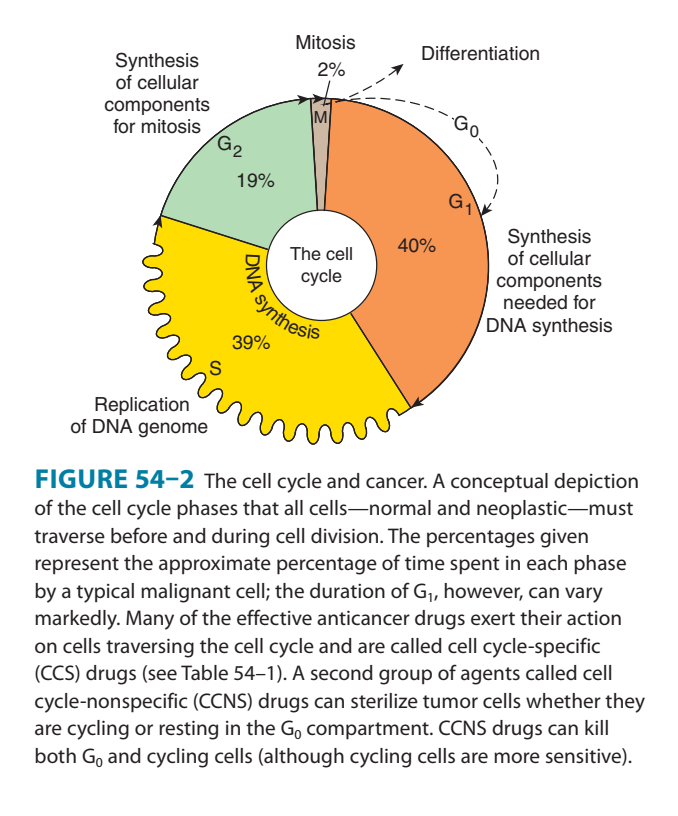 Mitosis
2%
Differentiation
Synthesis
of cellular
components
for mitosis
M
G₀
G₂
19%
G₁
40%
The cell
cycle
Synthesis
of cellular
components
needed for
DNA synthesis
DNA synthesis
39%
S
Replication
of DNA genome
FIGURE 54–2 The cell cycle and cancer. A conceptual depiction
of the cell cycle phases that all cells—normal and neoplastic—must
traverse before and during cell division. The percentages given
represent the approximate percentage of time spent in each phase
by a typical malignant cell; the duration of G₁, however, can vary
markedly. Many of the effective anticancer drugs exert their action
on cells traversing the cell cycle and are called cell cycle-specific
(CCS) drugs (see Table 54–1). A second group of agents called cell
cycle-nonspecific (CCNS) drugs can sterilize tumor cells whether they
are cycling or resting in the G₀ compartment. CCNS drugs can kill
both G₀ and cycling cells (although cycling cells are more sensitive).